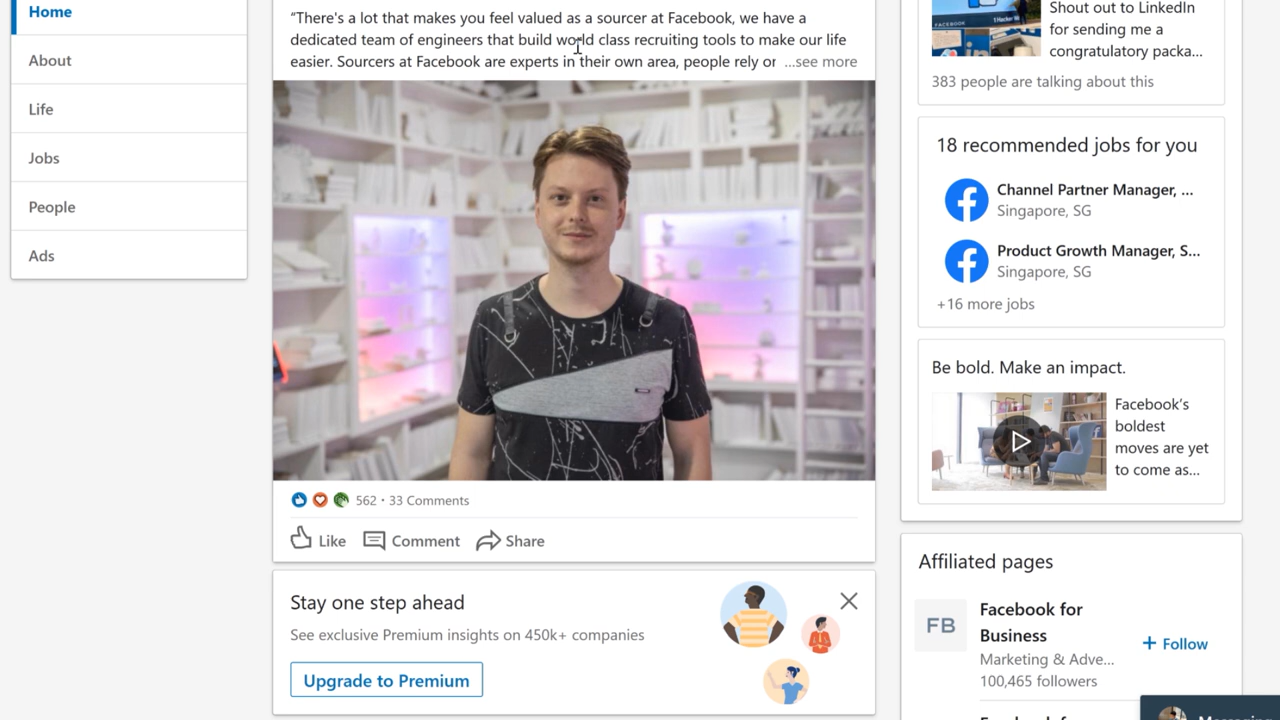 Home
About
Life
Jobs
People
Ads
“There's a lot that makes you feel valued as a sourcer at Facebook, we have a
dedicated team of engineers that build world class recruiting tools to make our life
easier. Sourcers at Facebook are experts in their own area, people rely or ...see more
562 · 33 Comments
Like Comment Share
Stay one step ahead
See exclusive Premium insights on 450k+ companies
Upgrade to Premium
FACEBOOK
1 Hacker W
Shout out to LinkedIn
for sending me a
congratulatory packa...
383 people are talking about this
18 recommended jobs for you
Channel Partner Manager, ...
Singapore, SG
Product Growth Manager, S...
Singapore, SG
+16 more jobs
Be bold. Make an impact.
Facebook’s
boldest
moves are yet
to come as...
Affiliated pages
FB
Facebook for
Business
Marketing & Adve...
100,465 followers
+ Follow